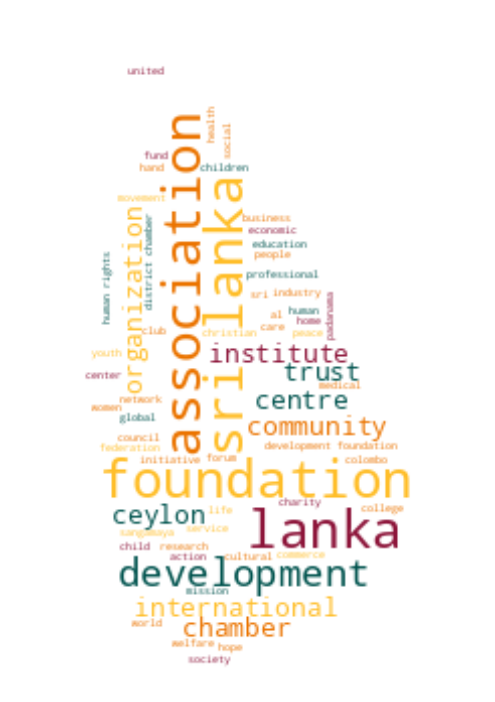 united
health
social
association
fund
hand
children
sri lanka
movement
organization
district chamber
business
economic
education
people
human rights
professional
sri
industry
padanama
al
human
home
care
peace
club
christian
youth
institute
trust
center
medical
network
centre
women
global
community
council
federation
development foundation
initiative
forum
colombo
foundation
charity
ceylon
life
college
lanka
service
sangamaya
child
research
action
cultural
commerce
development
mission
international
world
chamber
welfare
hope
society